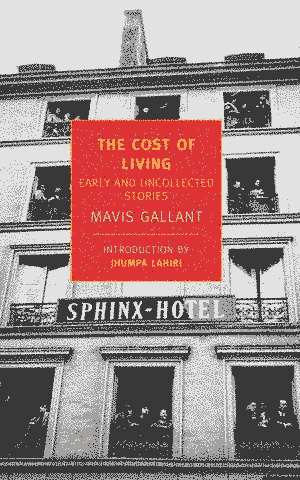 THE COST OF
LIVING
EARLY AND UNCOLLECTED
STORIES
MAVIS GALLANT
INTRODUCTION BY
JHUMPA LAHIRI
SPHINX-HOTEL